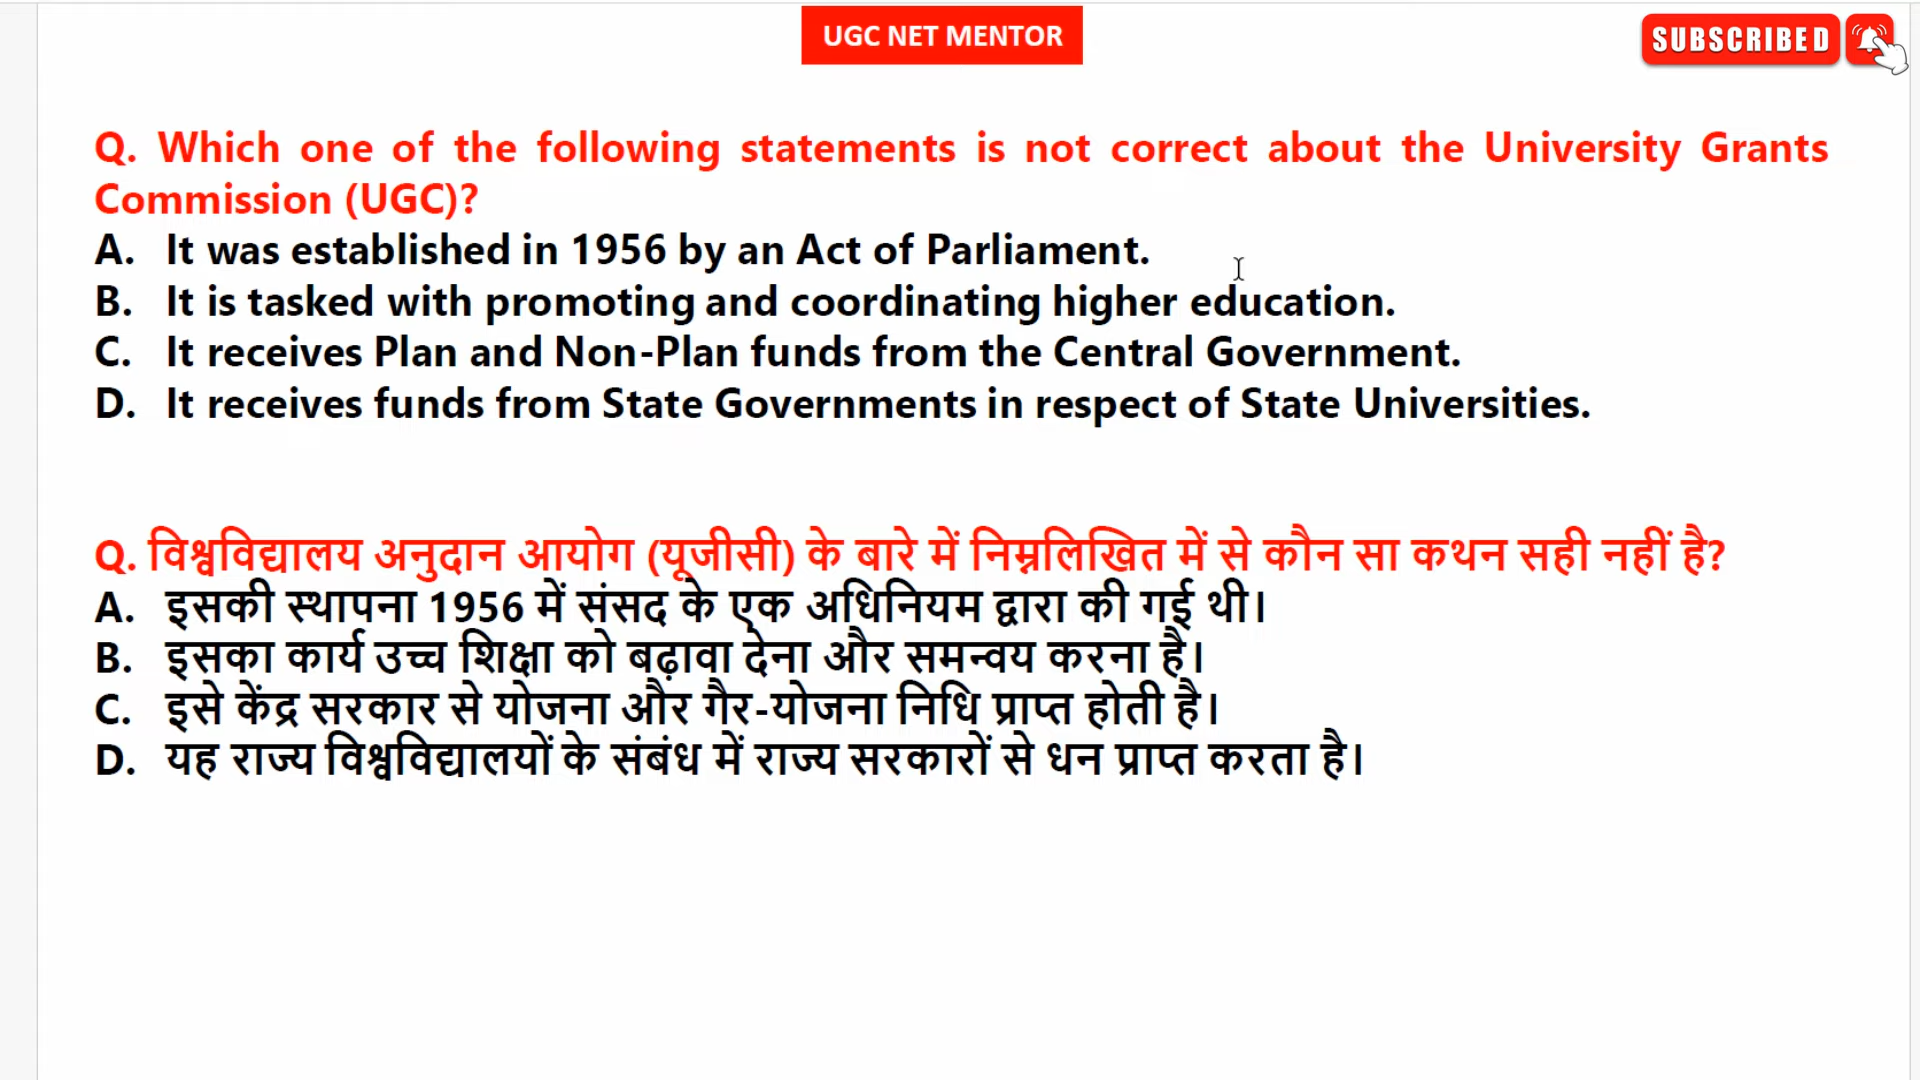 UGC NET MENTOR
SUBSCRIBED
Q. Which one of the following statements is not correct about the University Grants
Commission (UGC)?
A. It was established in 1956 by an Act of Parliament.
B. It is tasked with promoting and coordinating higher education.
C. It receives Plan and Non-Plan funds from the Central Government.
D. It receives funds from State Governments in respect of State Universities.
Q. विश्वविद्यालय अनुदान आयोग (यूजीसी) के बारे में निम्नलिखित में से कौन सा कथन सही नहीं है?
A. इसकी स्थापना 1956 में संसद के एक अधिनियम द्वारा की गई थी।
B. इसका कार्य उच्च शिक्षा को बढ़ावा देना और समन्वय करना है।
C. इसे केंद्र सरकार से योजना और गैर-योजना निधि प्राप्त होती है।
D. यह राज्य विश्वविद्यालयों के संबंध में राज्य सरकारों से धन प्राप्त करता है।